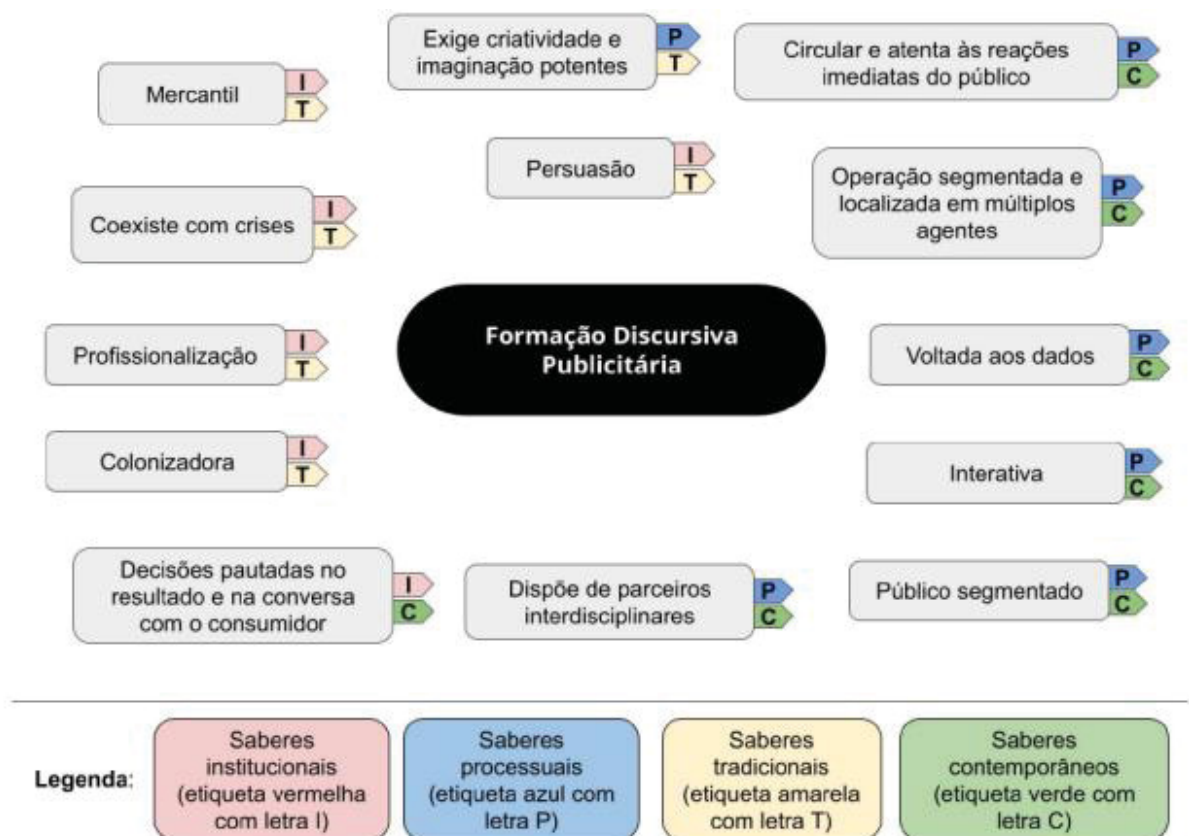 Exige criatividade e
imaginação potentes
P
T
Circular e atenta às reações
imediatas do público
P
C
Mercantil
I
T
Persuasão
I
T
Operação segmentada e
localizada em múltiplos
agentes
P
C
Coexiste com crises
I
T
Formação Discursiva
Publicitária
Profissionalização
I
T
Voltada aos dados
P
C
Colonizadora
I
T
Interativa
P
C
Decisões pautadas no
resultado e na conversa
com o consumidor
I
C
Dispõe de parceiros
interdisciplinares
P
C
Público segmentado
P
C
Legenda:
Saberes
institucionais
(etiqueta vermelha
com letra I)
Saberes
processuais
(etiqueta azul com
letra P)
Saberes
tradicionais
(etiqueta amarela
com letra T)
Saberes
contemporâneos
(etiqueta verde com
letra C)